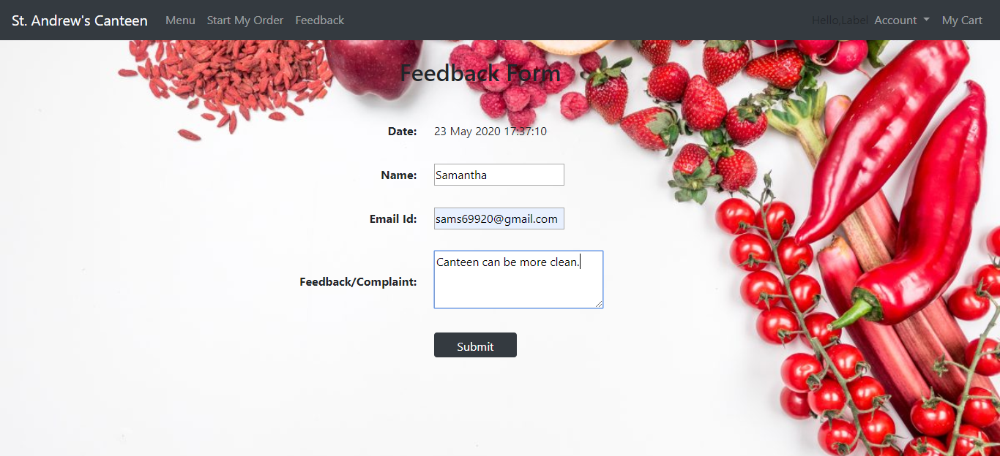 St. Andrew's Canteen Menu Start My Order Feedback Hello,Label Account My Cart
Feedback Form
Date: 23 May 2020 17:37:10
Name: Samantha
Email Id: sams69920@gmail.com
Feedback/Complaint: Canteen can be more clean.
Submit